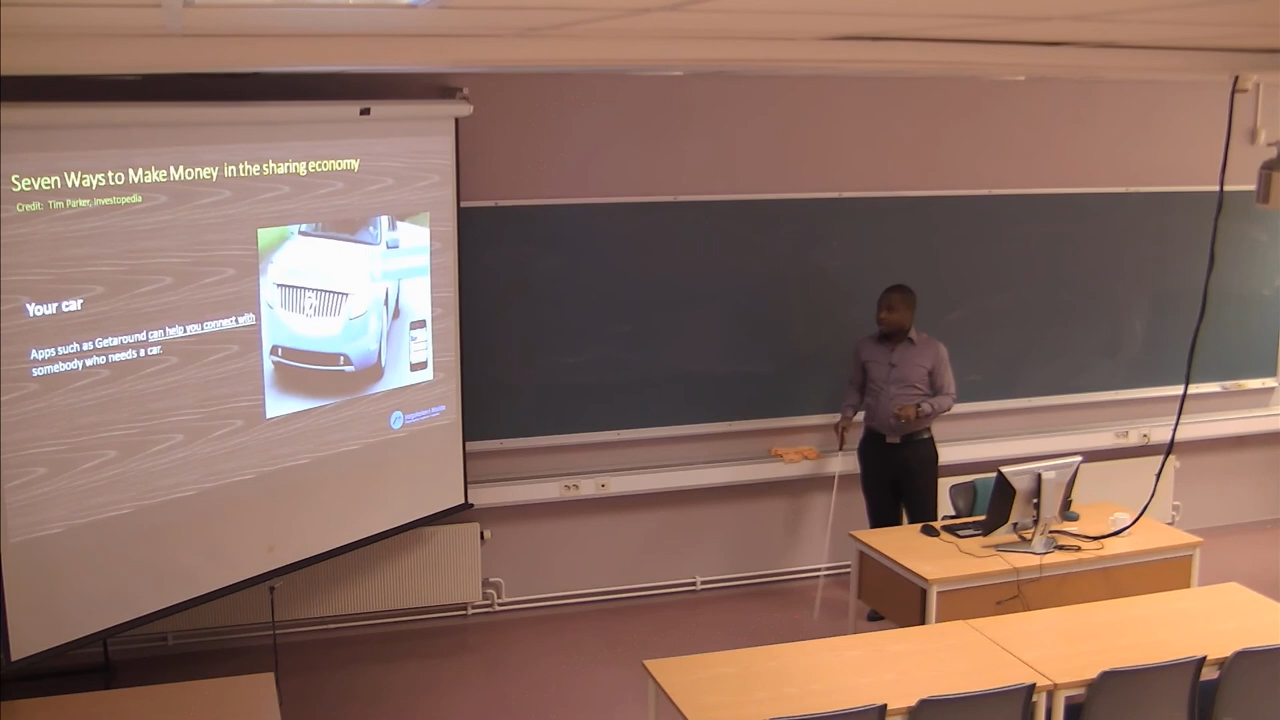 Seven Ways to Make Money in the sharing economy
Credit: Tim Parker, Investopedia
Your car
Apps such as Getaround can help you connect with
somebody who needs a car.